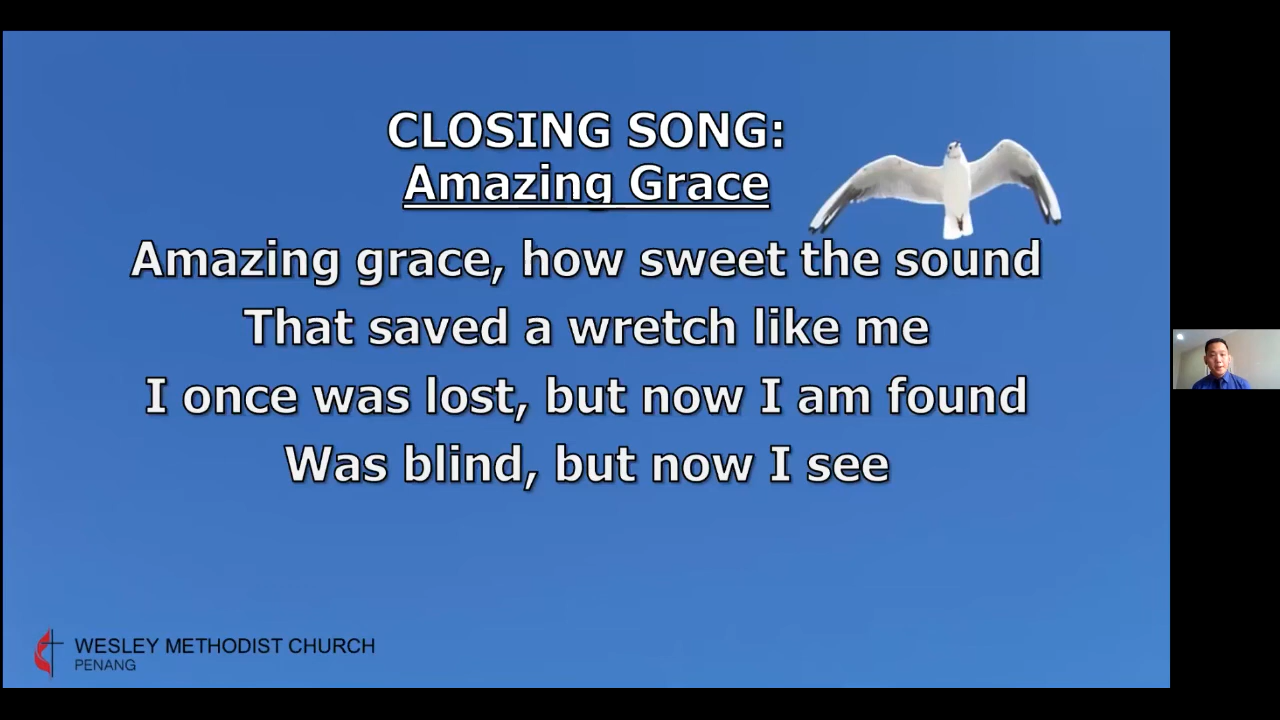 CLOSING SONG:
Amazing Grace
Amazing grace, how sweet the sound
That saved a wretch like me
I once was lost, but now I am found
Was blind, but now I see
WESLEY METHODIST CHURCH
PENANG